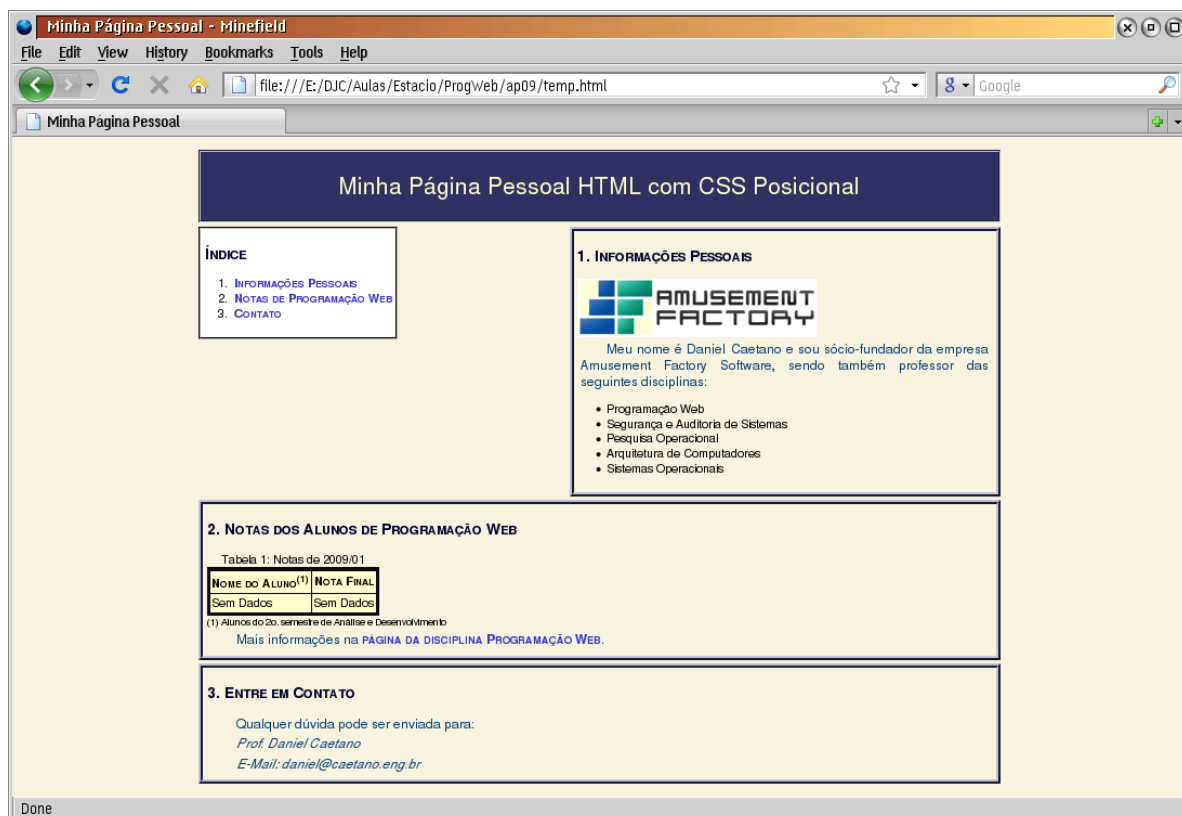 Minha Página Pessoal - Minefield
File Edit View History Bookmarks Tools Help
file:///E:/DJC/Aulas/Estacio/ProgWeb/ap09/temp.html
8 Google
Minha Página Pessoal
Minha Página Pessoal HTML com CSS Posicional
Índice
1. Informações Pessoais
2. Notas de Programação Web
3. Contato
1. Informações Pessoais
AMUSEMENT
FACTORY
Meu nome é Daniel Caetano e sou sócio-fundador da empresa
Amusement Factory Software, sendo também professor das
seguintes disciplinas:
• Programação Web
• Segurança e Auditoria de Sistemas
• Pesquisa Operacional
• Arquitetura de Computadores
• Sistemas Operacionais
2. Notas dos Alunos de Programação Web
Tabela 1: Notas de 2009/01
Nome do Aluno(1) Nota Final
Sem Dados Sem Dados
(1) Alunos do 2o. semestre de Análise e Desenvolvimento
Mais informações na página da disciplina Programação Web.
3. Entre em Contato
Qualquer dúvida pode ser enviada para:
Prof. Daniel Caetano
E-Mail: daniel@caetano.eng.br
Done